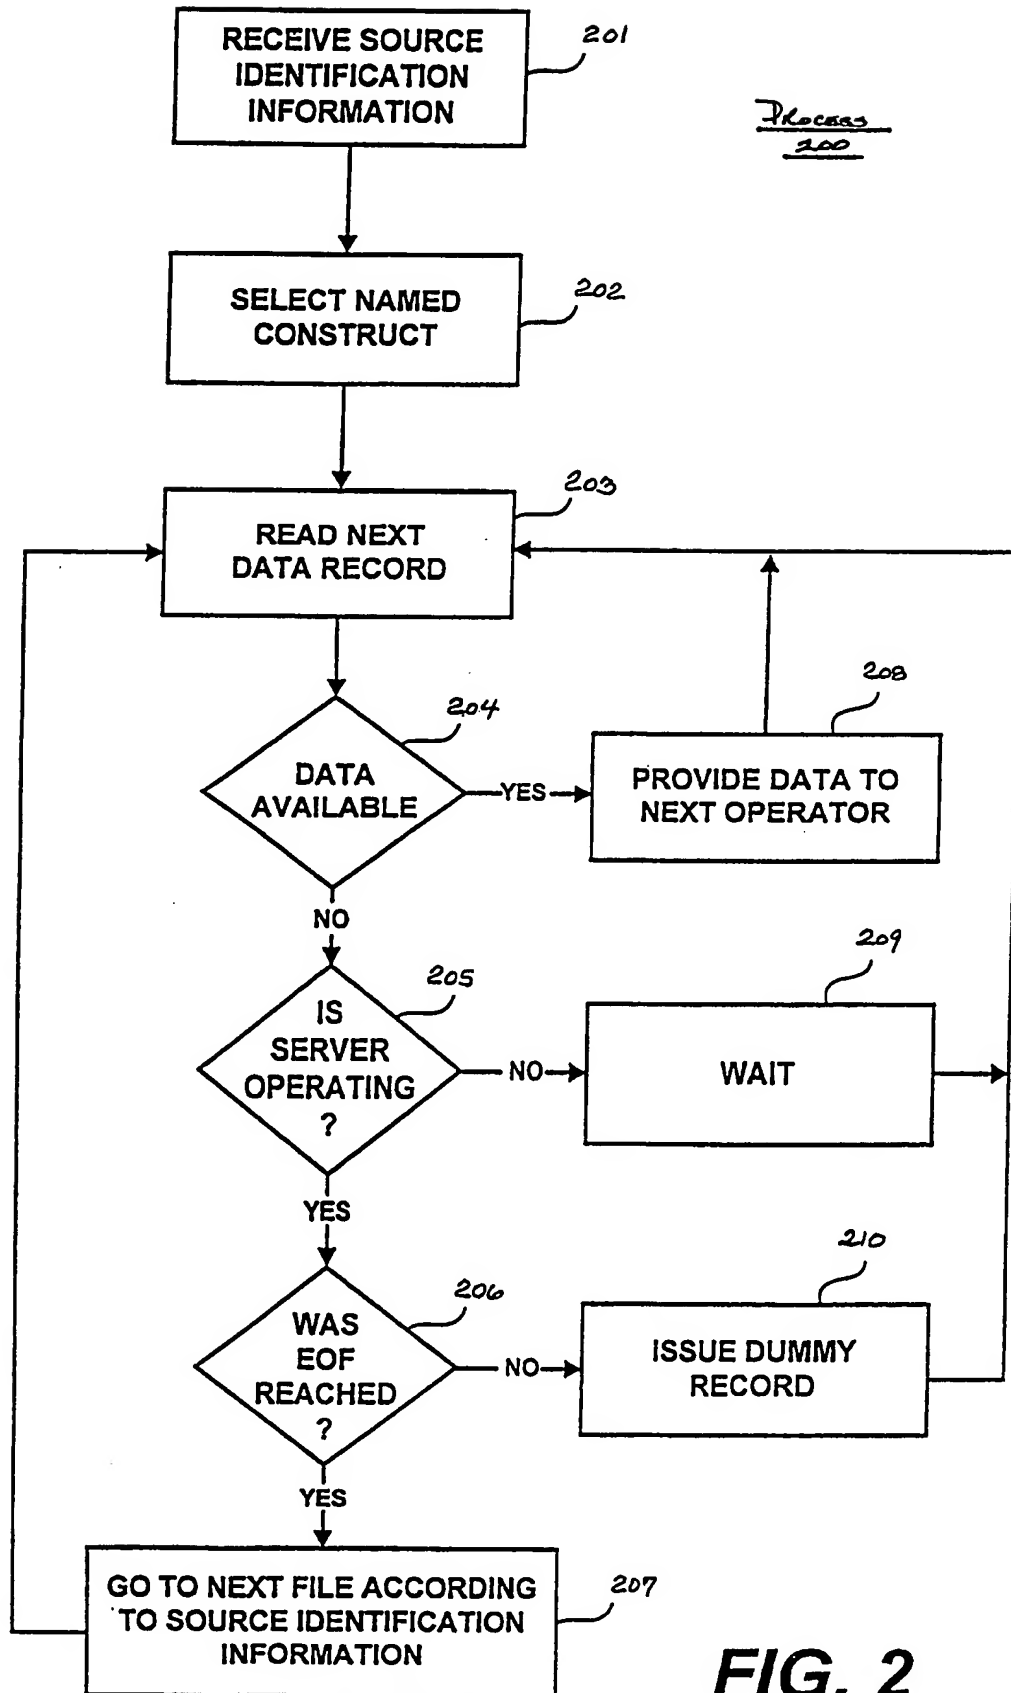 RECEIVE SOURCE
IDENTIFICATION
INFORMATION
201
Process
200
SELECT NAMED
CONSTRUCT
202
READ NEXT
DATA RECORD
203
DATA
AVAILABLE
204
YES
PROVIDE DATA TO
NEXT OPERATOR
208
NO
IS
SERVER
OPERATING
?
205
NO
WAIT
209
YES
WAS
EOF
REACHED
?
206
NO
ISSUE DUMMY
RECORD
210
YES
GO TO NEXT FILE ACCORDING
TO SOURCE IDENTIFICATION
INFORMATION
207
FIG. 2